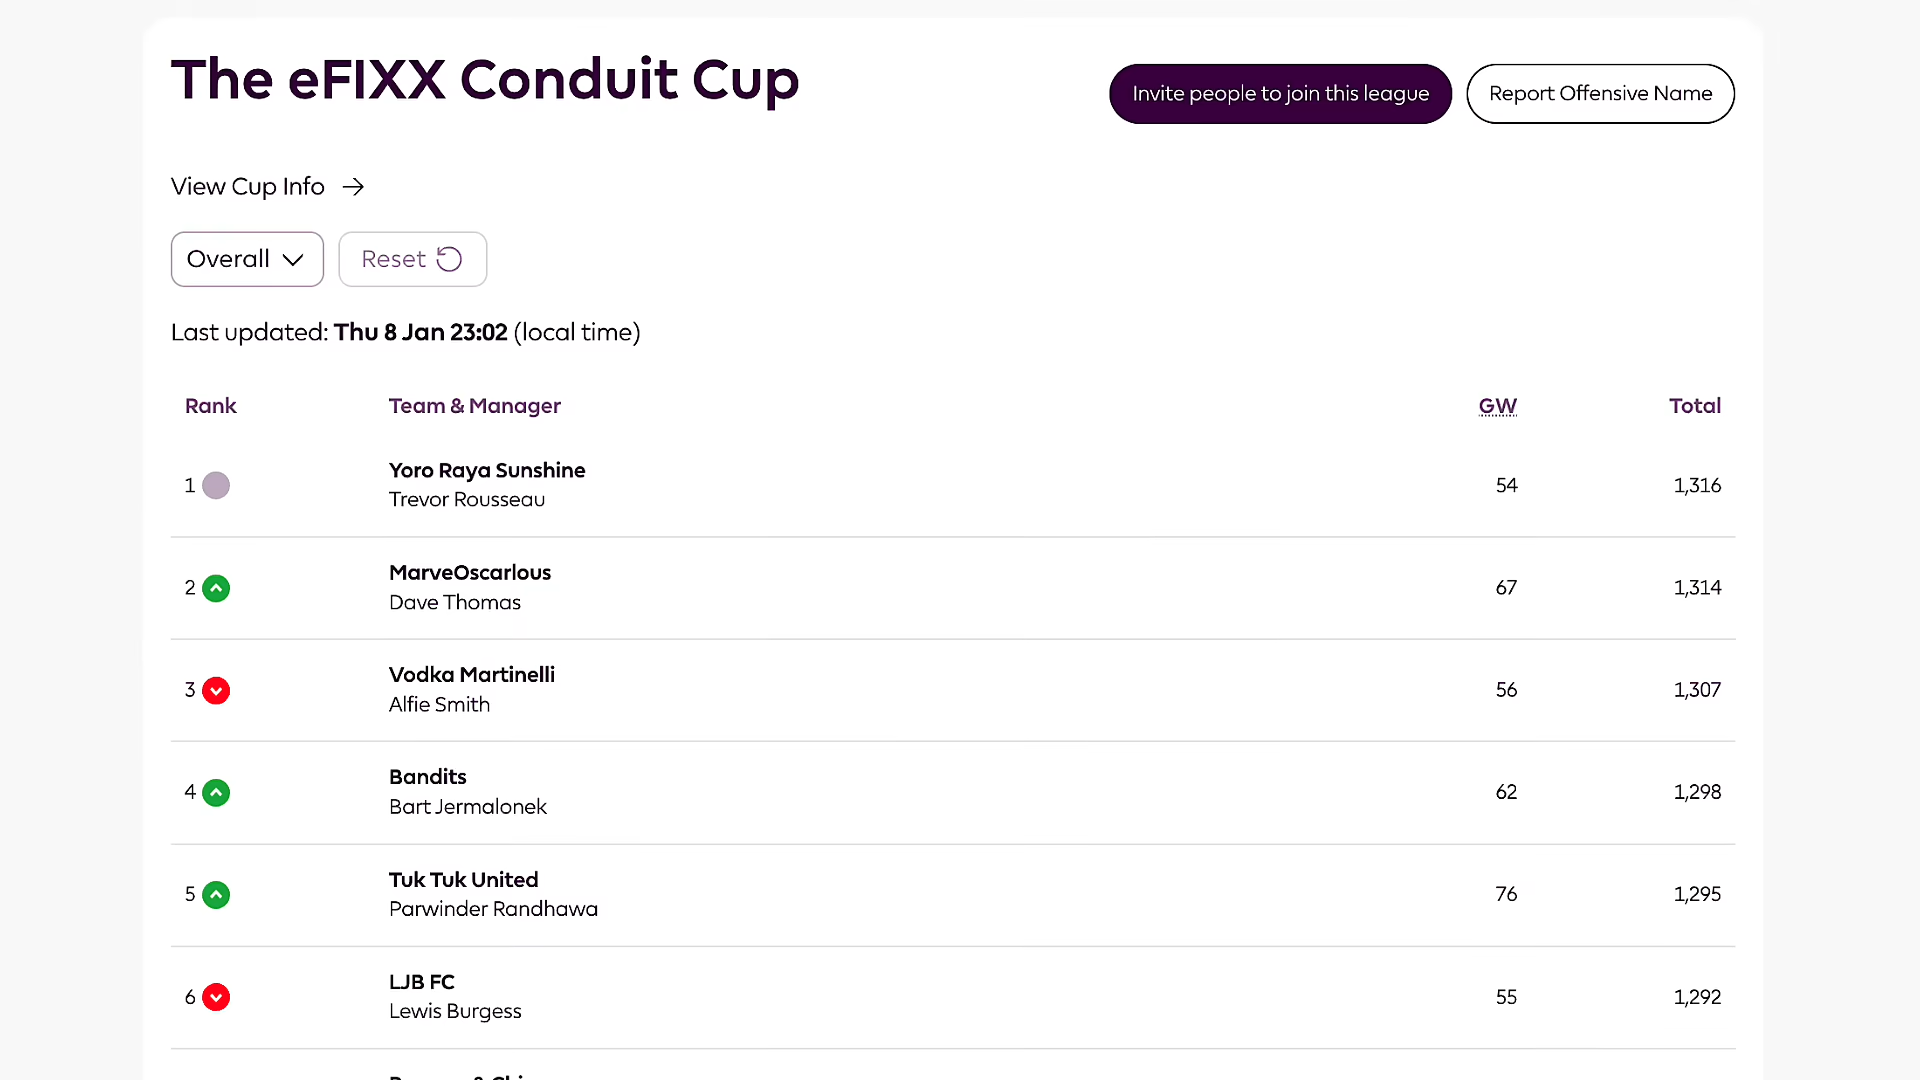 The eFIXX Conduit Cup
Invite people to join this league
Report Offensive Name
View Cup Info
Overall
Reset
Last updated: Thu 8 Jan 23:02 (local time)
Rank Team & Manager GW Total
1 Yoro Raya Sunshine 54 1,316
Trevor Rousseau
2 MarveOscarlous 67 1,314
Dave Thomas
3 Vodka Martinelli 56 1,307
Alfie Smith
4 Bandits 62 1,298
Bart Jermalonek
5 Tuk Tuk United 76 1,295
Parwinder Randhawa
6 LJB FC 55 1,292
Lewis Burgess